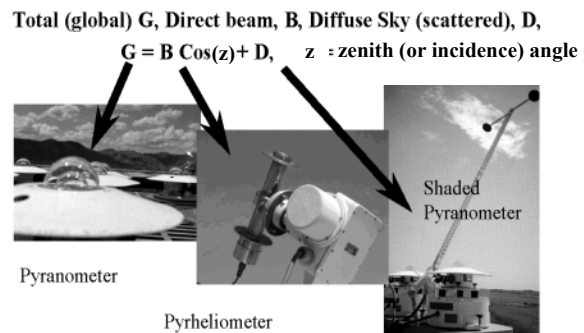 Total (global) G, Direct beam, B, Diffuse Sky (scattered), D,
G = B Cos(z)+ D, z = zenith (or incidence) angle
Shaded
Pyranometer
Pyranometer
Pyrheliometer